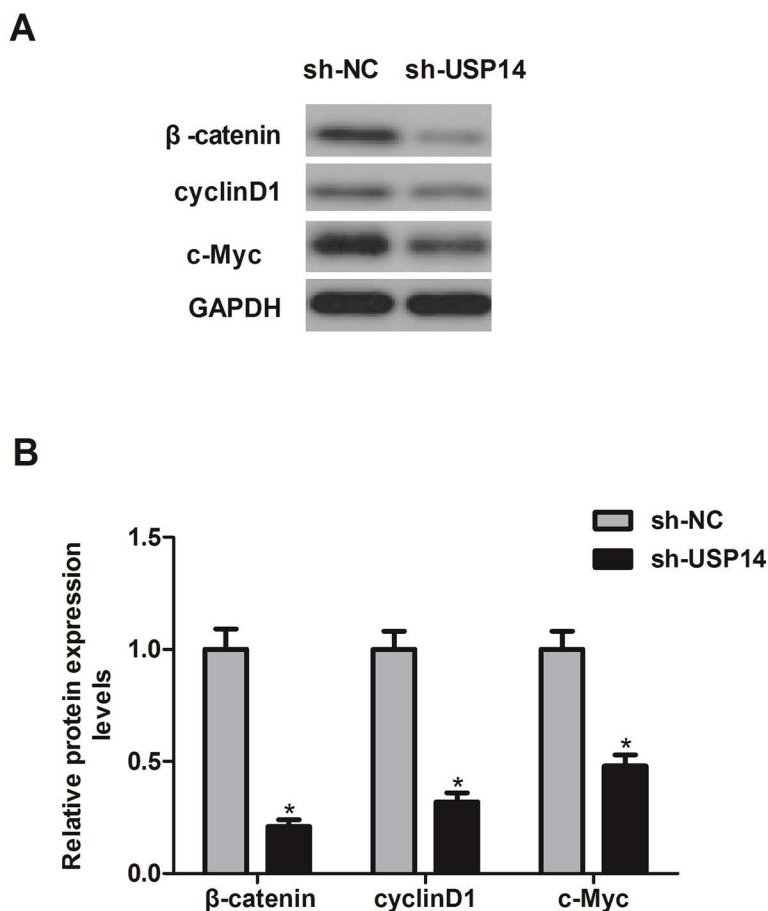 A
sh-NC sh-USP14
β -catenin
cyclinD1
c-Myc
GAPDH
B
sh-NC
sh-USP14
Relative protein expression
levels
1.5
1.0
0.5
0.0
*
*
*
β-catenin cyclinD1 c-Myc